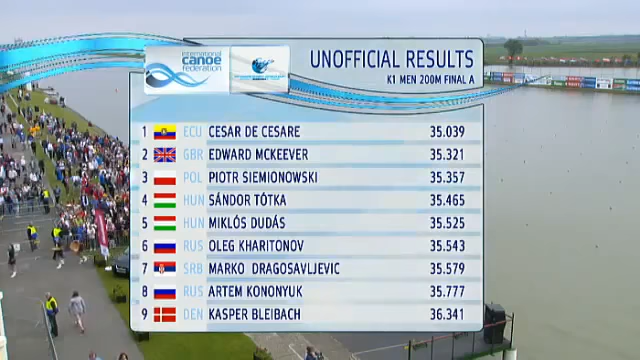 international
canoe
federation
UNOFFICIAL RESULTS
K1 MEN 200M FINAL A
1 ECU CESAR DE CESARE 35.039
2 GBR EDWARD MCKEEVER 35.321
3 POL PIOTR SIEMIONOWSKI 35.357
4 HUN SÁNDOR TÓTKA 35.465
5 HUN MIKLÓS DUDÁS 35.525
6 RUS OLEG KHARITONOV 35.543
7 SRB MARKO DRAGOSAVLJEVIC 35.579
8 RUS ARTEM KONONYUK 35.777
9 DEN KASPER BLEIBACH 36.341